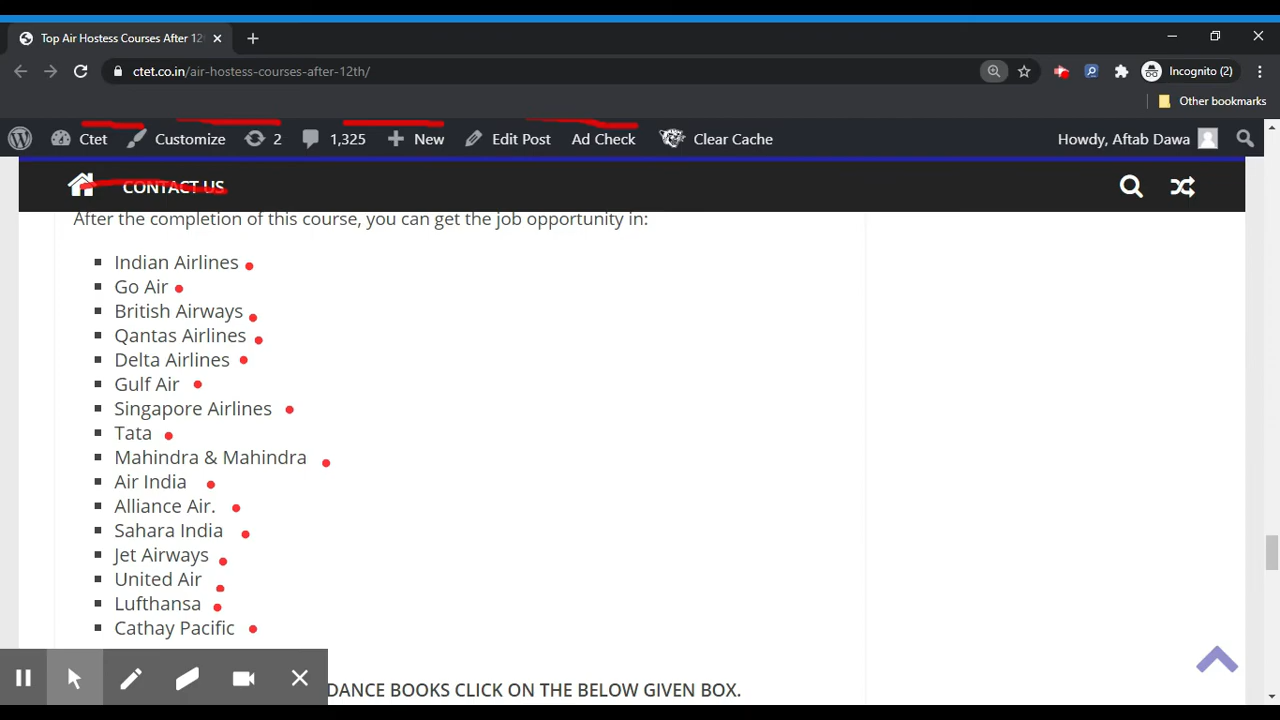 Top Air Hostess Courses After 12
ctet.co.in/air-hostess-courses-after-12th/
Incognito (2)
Other bookmarks
Ctet Customize 2 1,325 New Edit Post Ad Check Clear Cache Howdy, Aftab Dawa
CONTACT US
After the completion of this course, you can get the job opportunity in:
Indian Airlines
Go Air
British Airways
Qantas Airlines
Delta Airlines
Gulf Air
Singapore Airlines
Tata
Mahindra & Mahindra
Air India
Alliance Air.
Sahara India
Jet Airways
United Air
Lufthansa
Cathay Pacific
DANCE BOOKS CLICK ON THE BELOW GIVEN BOX.